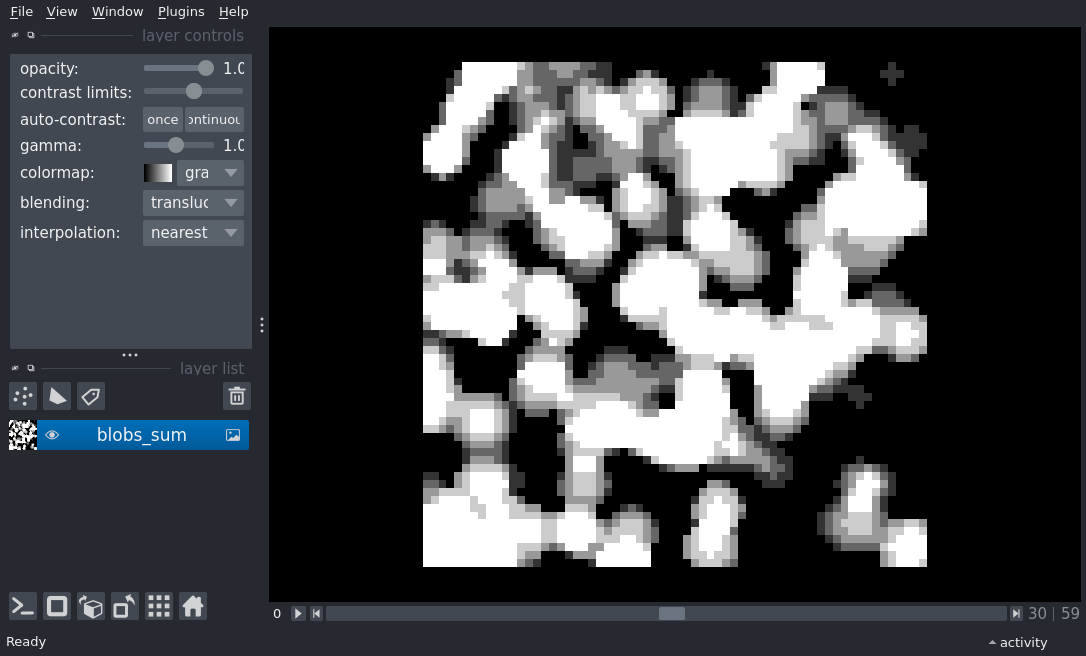 File View Window Plugins Help
layer controls
opacity: 1.0
contrast limits:
auto-contrast: once ontinuou
gamma: 1.0
colormap: gra
blending: transluc
interpolation: nearest
layer list
blobs_sum
0 30 | 59
Ready activity